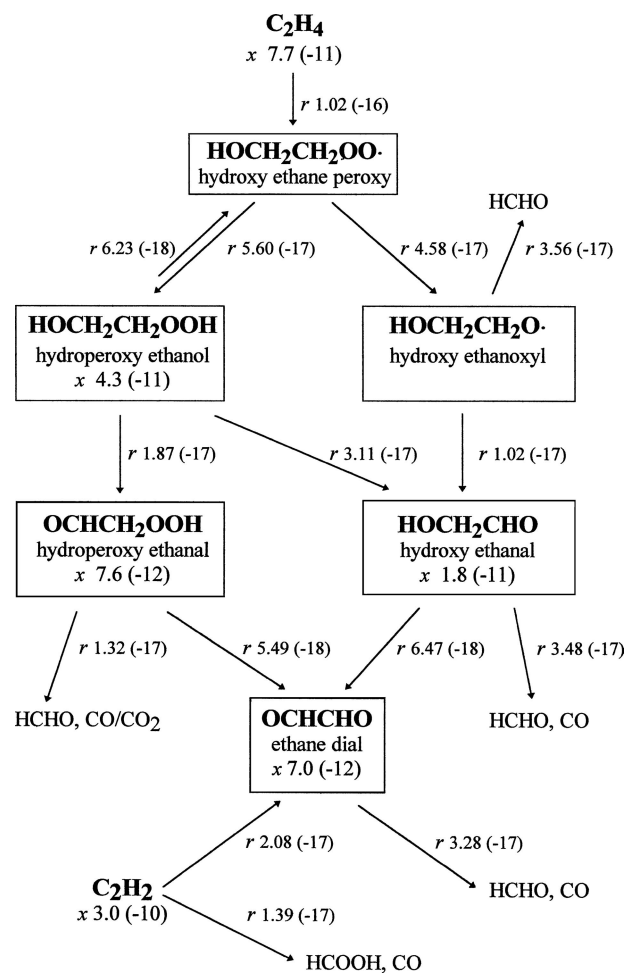 C2H4
x 7.7 (-11)
r 1.02 (-16)
HOCH2CH2OO·
hydroxy ethane peroxy
HCHO
r 6.23 (-18)
r 5.60 (-17)
r 4.58 (-17)
r 3.56 (-17)
HOCH2CH2OOH
hydroperoxy ethanol
x 4.3 (-11)
HOCH2CH2O·
hydroxy ethanoxyl
r 1.87 (-17)
r 3.11 (-17)
r 1.02 (-17)
OCHCH2OOH
hydroperoxy ethanal
x 7.6 (-12)
HOCH2CHO
hydroxy ethanal
x 1.8 (-11)
r 1.32 (-17)
r 5.49 (-18)
r 6.47 (-18)
r 3.48 (-17)
HCHO, CO/CO2
OCHCHO
ethane dial
x 7.0 (-12)
HCHO, CO
r 2.08 (-17)
r 3.28 (-17)
C2H2
x 3.0 (-10)
HCHO, CO
r 1.39 (-17)
HCOOH, CO